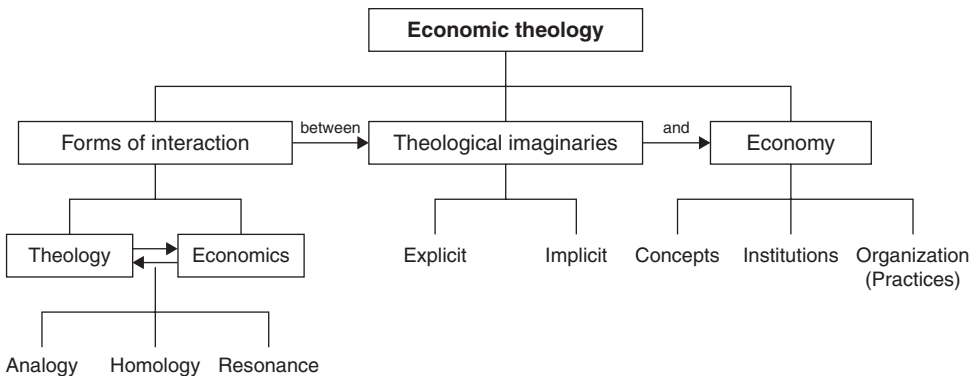 Economic theology
Forms of interaction
between
Theological imaginaries
and
Economy
Theology
Economics
Explicit
Implicit
Concepts
Institutions
Organization
(Practices)
Analogy
Homology
Resonance